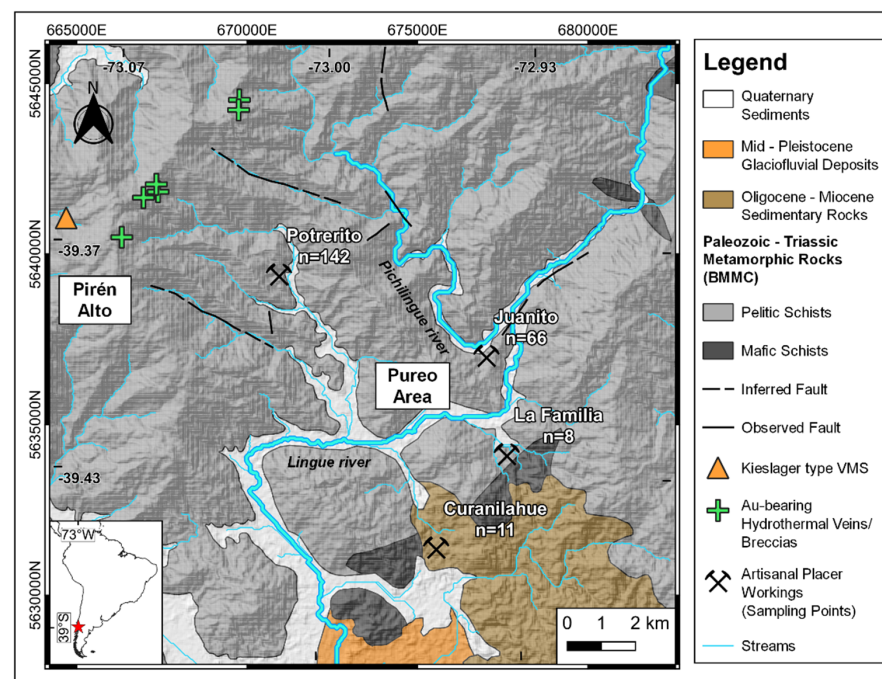 665000E
670000E
675000E
680000E
-73.07
-73.00
-72.93
5645000N
N
5640000N
-39.37
Potrerito
n=142
Pirén
Alto
Pichilingue river
Juanito
n=66
Pureo
Area
5635000N
La Familia
n=8
-39.43
Lingue river
Curanilahue
n=11
73°W
39°S
5630000N
0 1 2 km
Legend
Quaternary
Sediments
Mid - Pleistocene
Glaciofluvial Deposits
Oligocene - Miocene
Sedimentary Rocks
Paleozoic - Triassic
Metamorphic Rocks
(BMMC)
Pelitic Schists
Mafic Schists
Inferred Fault
Observed Fault
Kieslager type VMS
Au-bearing
Hydrothermal Veins/
Breccias
Artisanal Placer
Workings
(Sampling Points)
Streams